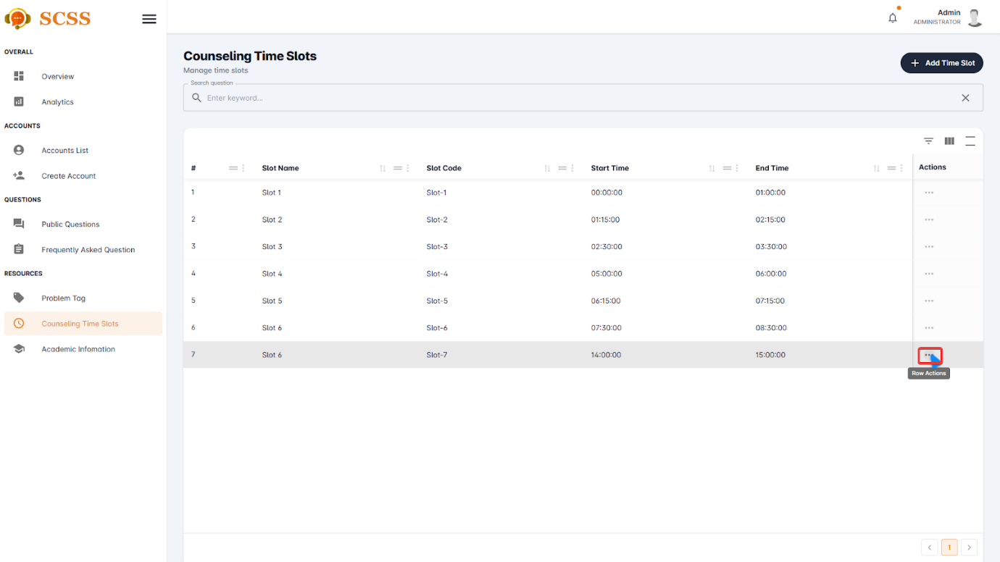 SCSS
Admin
ADMINISTRATOR
OVERALL
Overview
Analytics
ACCOUNTS
Accounts List
Create Account
QUESTIONS
Public Questions
Frequently Asked Question
RESOURCES
Problem Tag
Counseling Time Slots
Academic Infomation
Counseling Time Slots
Manage time slots
+ Add Time Slot
Search question
Enter keyword...
# Slot Name Slot Code Start Time End Time Actions
1 Slot 1 Slot-1 00:00:00 01:00:00
2 Slot 2 Slot-2 01:15:00 02:15:00
3 Slot 3 Slot-3 02:30:00 03:30:00
4 Slot 4 Slot-4 05:00:00 06:00:00
5 Slot 5 Slot-5 06:15:00 07:15:00
6 Slot 6 Slot-6 07:30:00 08:30:00
7 Slot 6 Slot-7 14:00:00 15:00:00
Row Actions
1